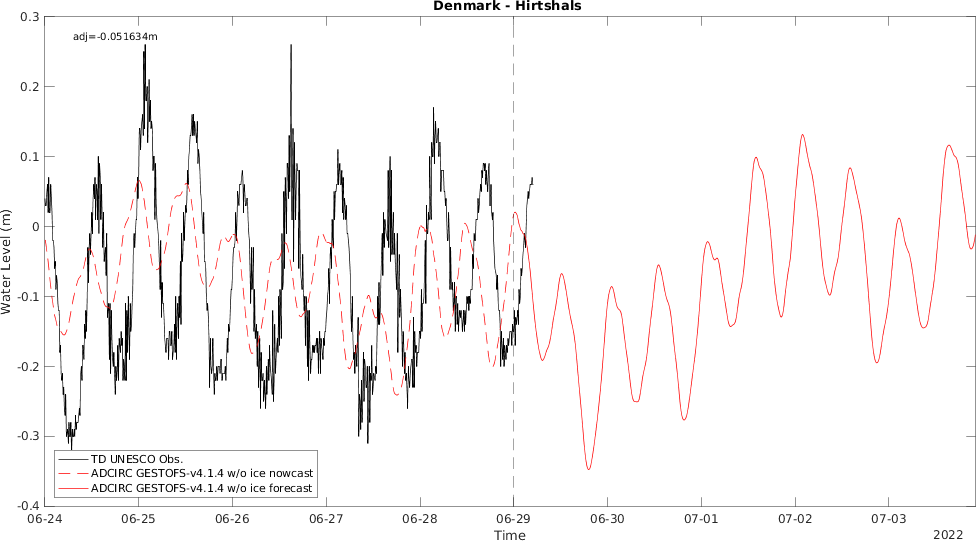 Denmark - Hirtshals
adj=-0.051634m
0.3
0.2
0.1
0
-0.1
-0.2
-0.3
-0.4
Water Level (m)
TD UNESCO Obs.
ADCIRC GESTOFS-v4.1.4 w/o ice nowcast
ADCIRC GESTOFS-v4.1.4 w/o ice forecast
06-24 06-25 06-26 06-27 06-28 06-29 06-30 07-01 07-02 07-03
Time
2022